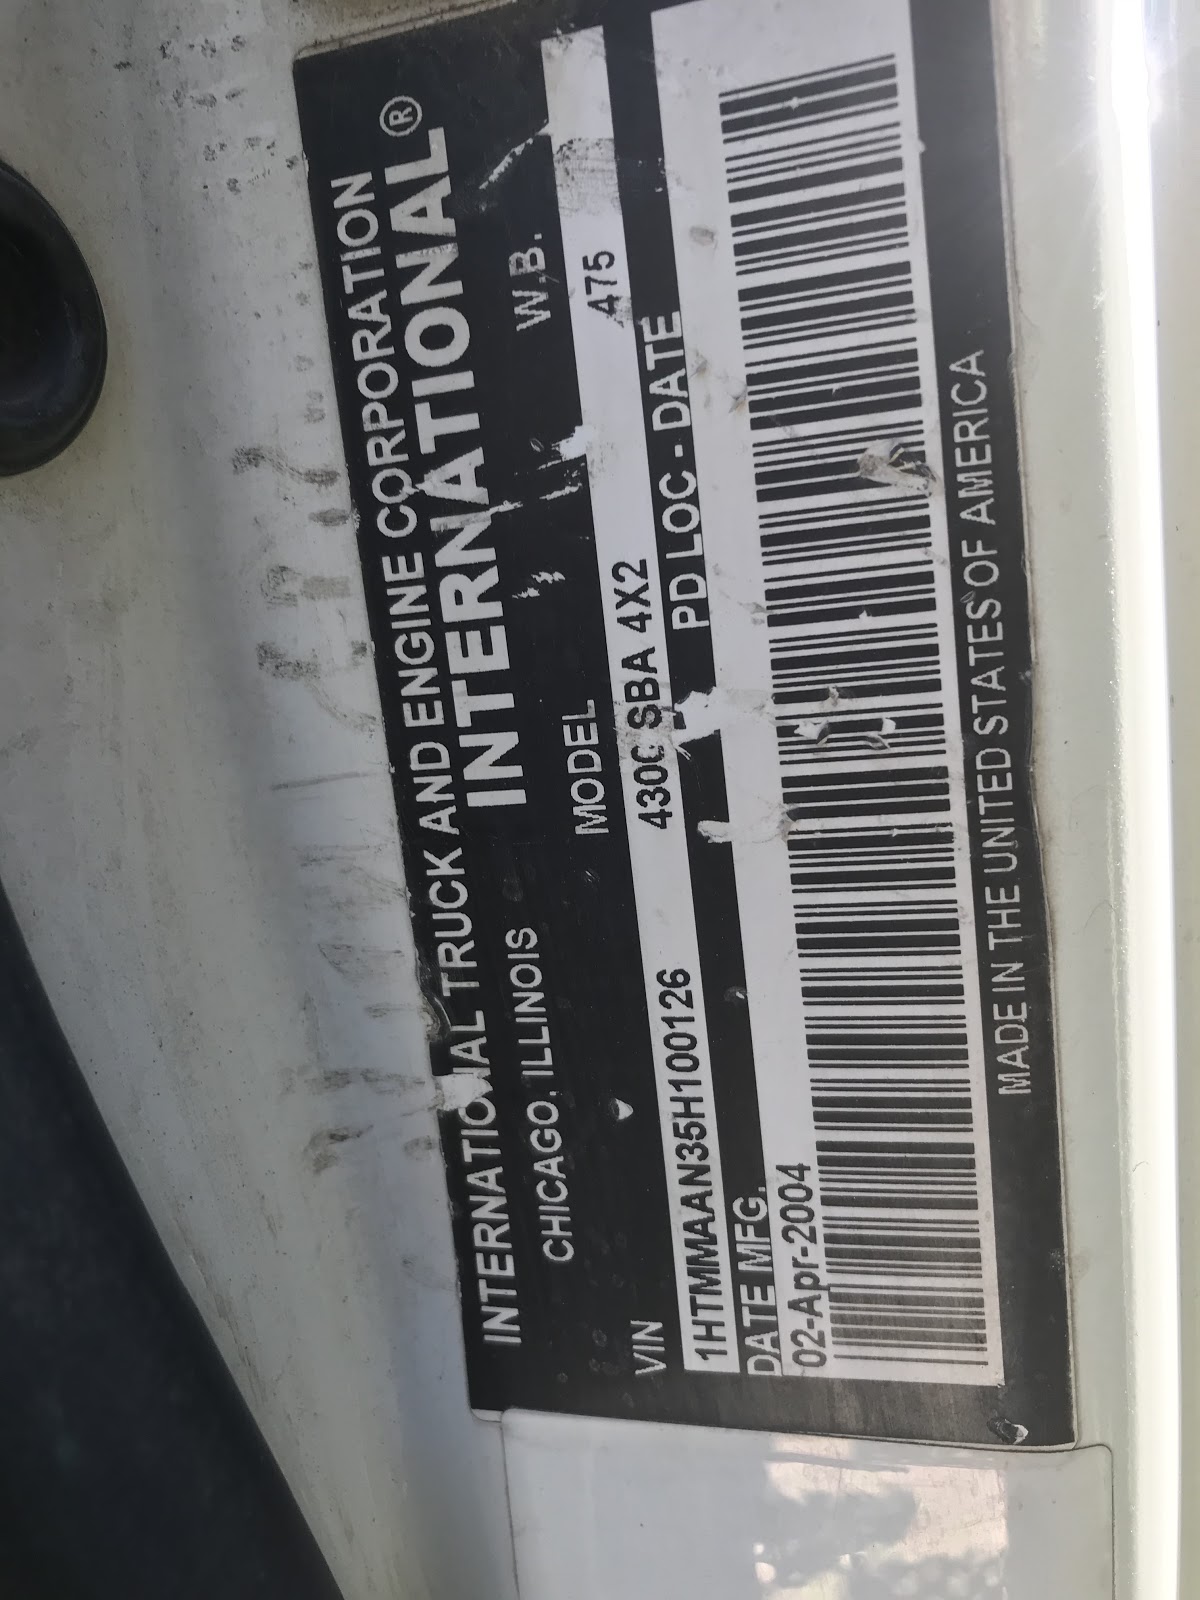 INTERNATIONAL TRUCK AND ENGINE CORPORATION
CHICAGO, ILLINOIS INTERNATIONAL®
VIN MODEL W.B.
1HTMMAAN35H100126 4300 SBA 4X2 475
DATE MFG. PD LOC - DATE
02-Apr-2004
MADE IN THE UNITED STATES OF AMERICA